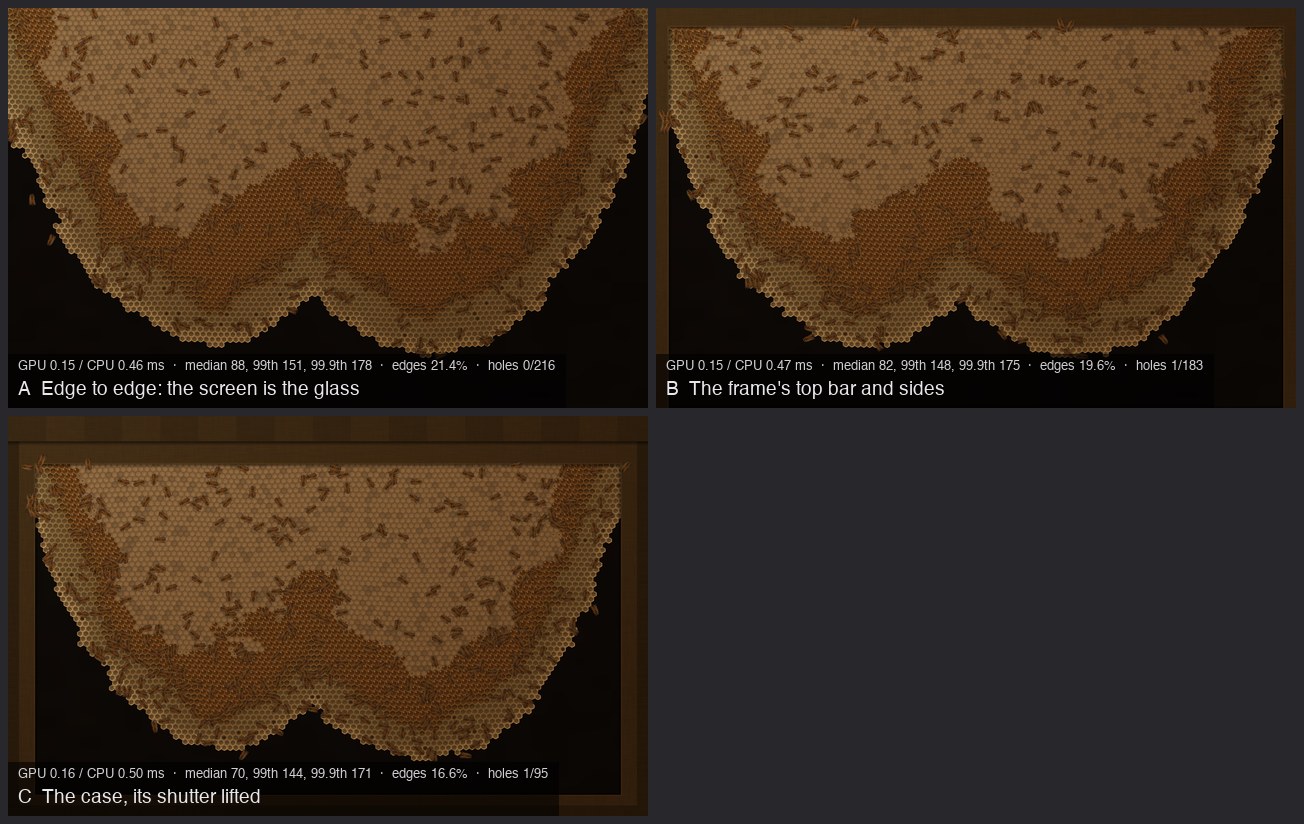 GPU 0.15 / CPU 0.46 ms · median 88, 99th 151, 99.9th 178 · edges 21.4% · holes 0/216
A Edge to edge: the screen is the glass
GPU 0.15 / CPU 0.47 ms · median 82, 99th 148, 99.9th 175 · edges 19.6% · holes 1/183
B The frame's top bar and sides
GPU 0.16 / CPU 0.50 ms · median 70, 99th 144, 99.9th 171 · edges 16.6% · holes 1/95
C The case, its shutter lifted